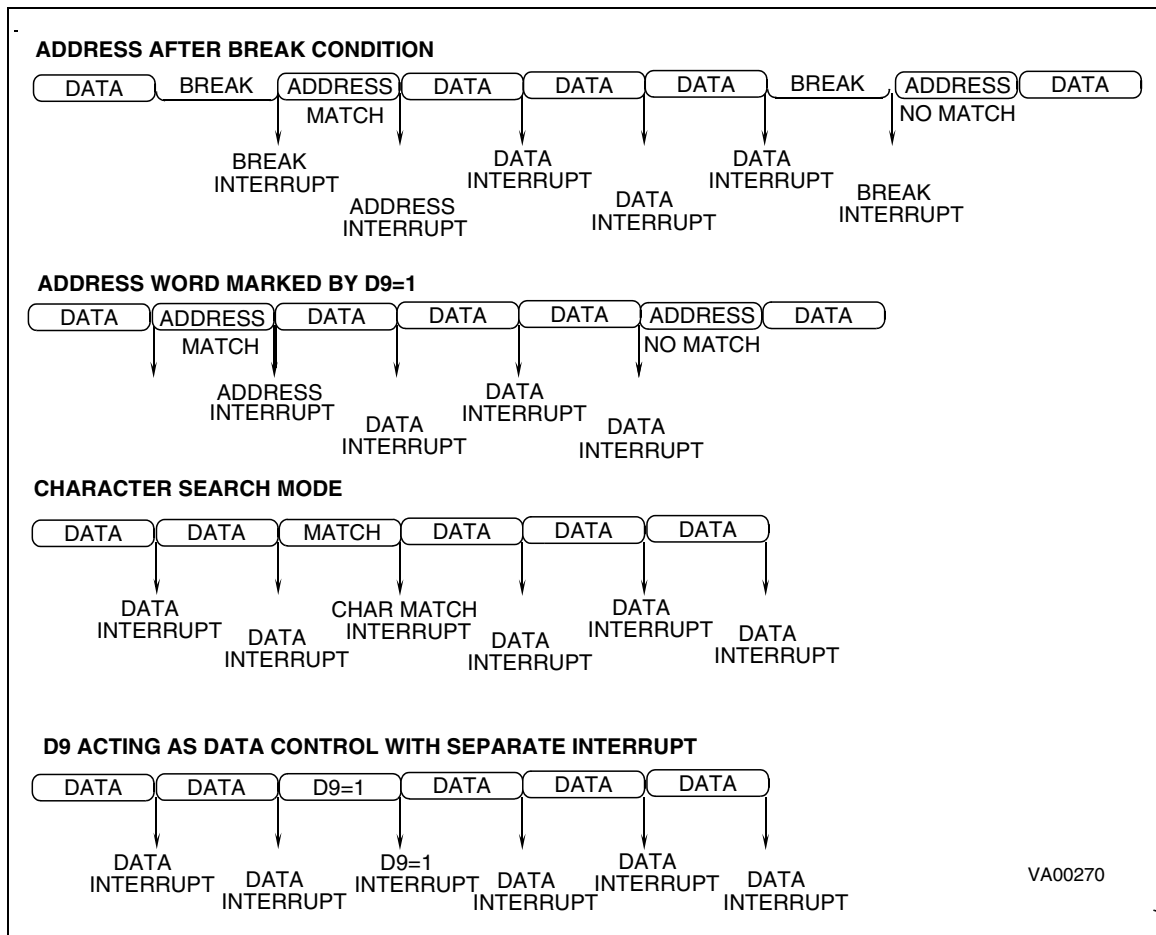 ADDRESS AFTER BREAK CONDITION
DATA BREAK ADDRESS DATA DATA DATA BREAK ADDRESS DATA
MATCH NO MATCH
BREAK INTERRUPT
ADDRESS INTERRUPT
DATA INTERRUPT
DATA INTERRUPT
DATA INTERRUPT
BREAK INTERRUPT
ADDRESS WORD MARKED BY D9=1
DATA ADDRESS DATA DATA DATA ADDRESS DATA
MATCH NO MATCH
ADDRESS INTERRUPT
DATA INTERRUPT
DATA INTERRUPT
DATA INTERRUPT
CHARACTER SEARCH MODE
DATA DATA MATCH DATA DATA DATA
DATA INTERRUPT
DATA INTERRUPT
CHAR MATCH INTERRUPT
DATA INTERRUPT
DATA INTERRUPT
DATA INTERRUPT
D9 ACTING AS DATA CONTROL WITH SEPARATE INTERRUPT
DATA DATA D9=1 DATA DATA DATA
DATA INTERRUPT
DATA INTERRUPT
D9=1 INTERRUPT
DATA INTERRUPT
DATA INTERRUPT
DATA INTERRUPT
VA00270